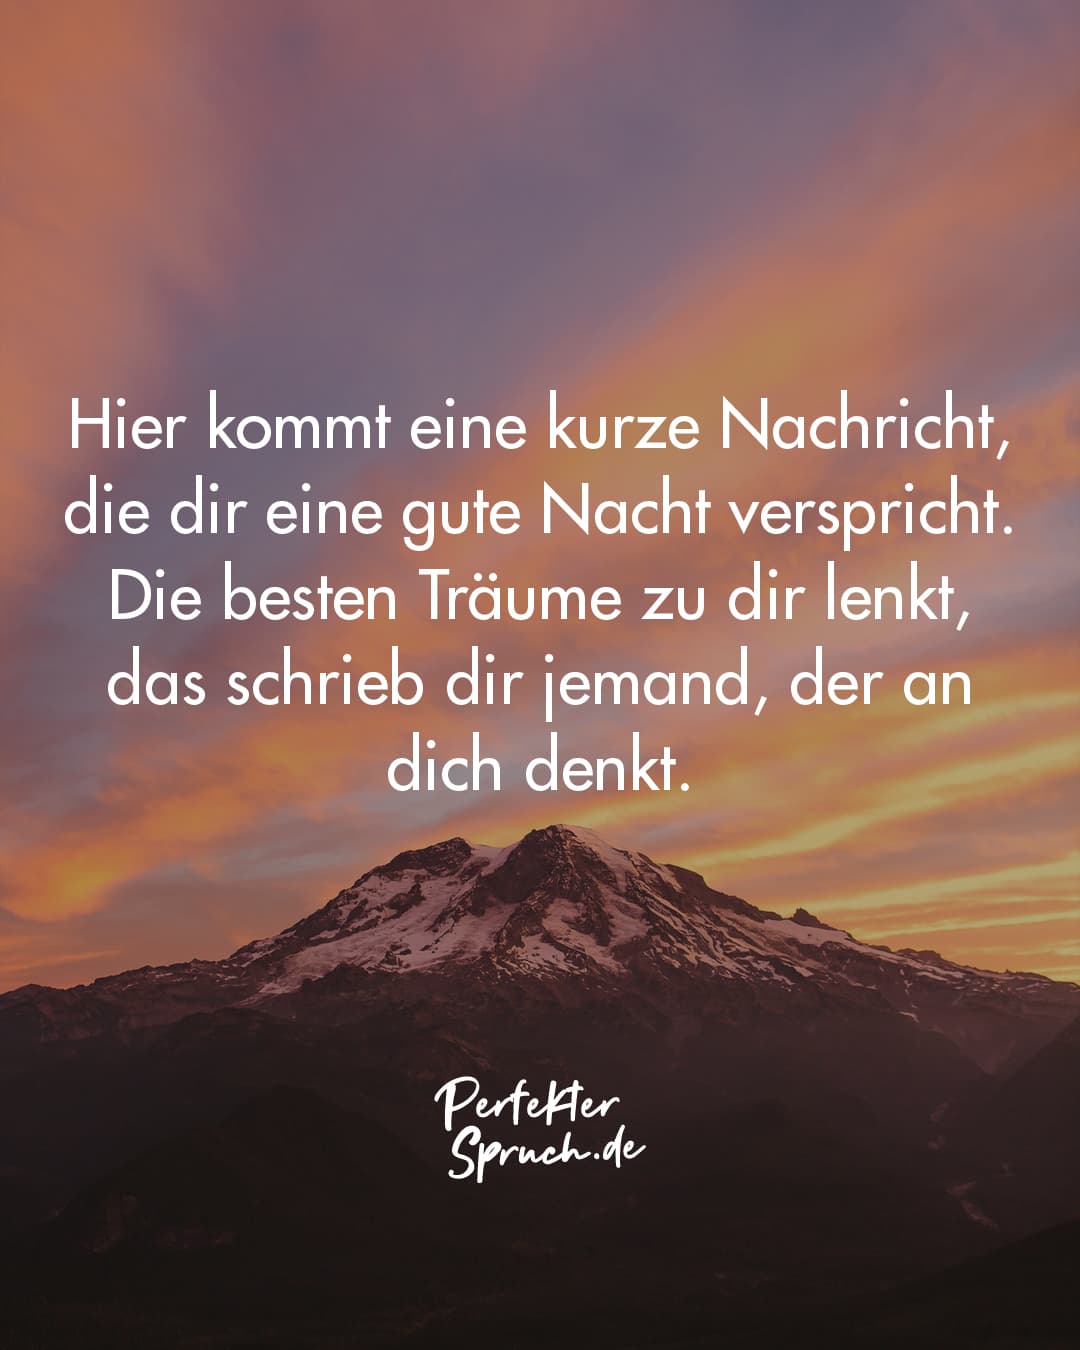 Hier kommt eine kurze Nachricht,
die dir eine gute Nacht verspricht.
Die besten Träume zu dir lenkt,
das schrieb dir jemand, der an
dich denkt.
Perfekter
Spruch.de